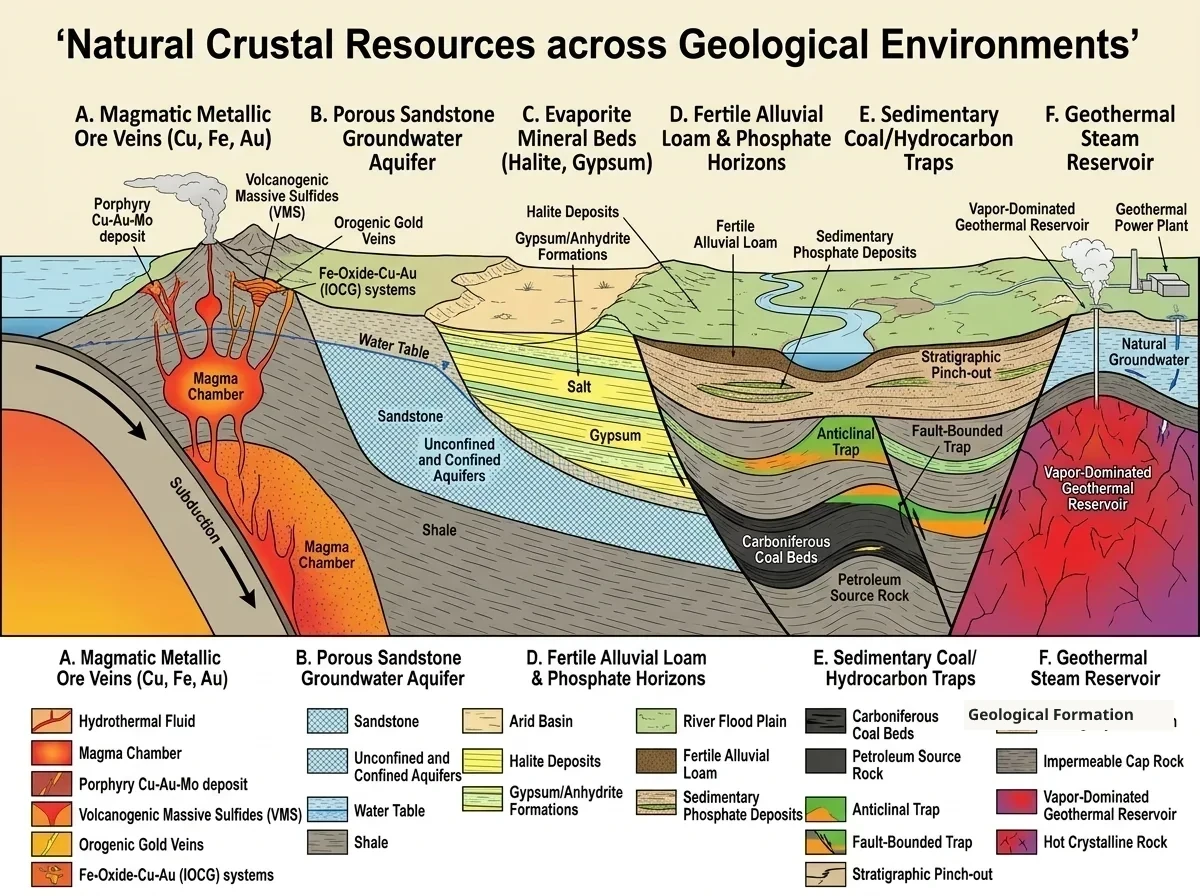 ‘Natural Crustal Resources across Geological Environments’
A. Magmatic Metallic
Ore Veins (Cu, Fe, Au)
B. Porous Sandstone
Groundwater
Aquifer
C. Evaporite
Mineral Beds
(Halite, Gypsum)
D. Fertile Alluvial
Loam & Phosphate
Horizons
E. Sedimentary
Coal/Hydrocarbon
Traps
F. Geothermal
Steam
Reservoir
Porphyry
Cu-Au-Mo
deposit
Volcanogenic
Massive Sulfides
(VMS)
Orogenic Gold
Veins
Fe-Oxide-Cu-Au
(IOCG) systems
Halite Deposits
Gypsum/Anhydrite
Formations
Fertile
Alluvial Loam
Sedimentary
Phosphate Deposits
Vapor-Dominated
Geothermal Reservoir
Geothermal
Power Plant
Water Table
Magma
Chamber
Sandstone
Unconfined
and Confined
Aquifers
Salt
Gypsum
Stratigraphic
Pinch-out
Natural
Groundwater
Anticlinal
Trap
Fault-Bounded
Trap
Vapor-Dominated
Geothermal
Reservoir
Subduction
Shale
Magma
Chamber
Carboniferous
Coal Beds
Petroleum
Source Rock
A. Magmatic Metallic
Ore Veins (Cu, Fe, Au)
Hydrothermal Fluid
Magma Chamber
Porphyry Cu-Au-Mo deposit
Volcanogenic Massive Sulfides (VMS)
Orogenic Gold Veins
Fe-Oxide-Cu-Au (IOCG) systems
B. Porous Sandstone
Groundwater Aquifer
Sandstone
Unconfined and
Confined Aquifers
Water Table
Shale
D. Fertile Alluvial Loam
& Phosphate Horizons
Arid Basin
Halite Deposits
Gypsum/Anhydrite
Formations
River Flood Plain
Fertile Alluvial
Loam
Sedimentary
Phosphate Deposits
E. Sedimentary Coal/
Hydrocarbon Traps
Carboniferous
Coal Beds
Petroleum Source
Rock
Anticlinal Trap
Fault-Bounded Trap
Stratigraphic Pinch-out
F. Geothermal
Steam Reservoir
Geological Formation
Impermeable Cap Rock
Vapor-Dominated
Geothermal Reservoir
Hot Crystalline Rock